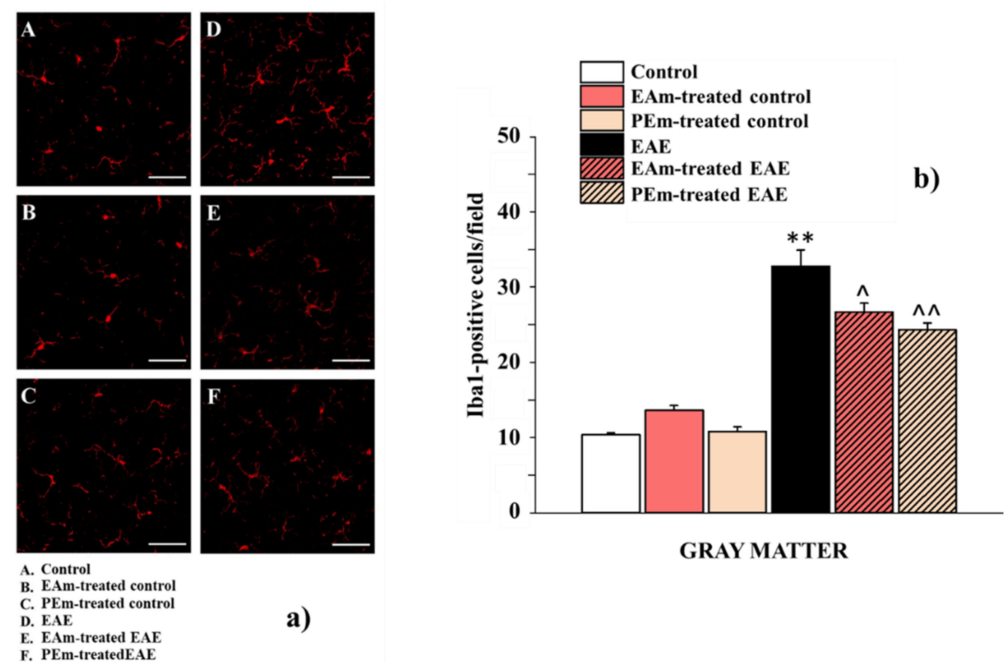 A
D
B
E
C
F
A. Control
B. EAm-treated control
C. PEm-treated control
D. EAE
E. EAm-treated EAE
F. PEm-treatedEAE
a)
Control
EAm-treated control
PEm-treated control
EAE
EAm-treated EAE
PEm-treated EAE
b)
Iba1-positive cells/field
50
40
30
20
10
0
**
^
^^
GRAY MATTER